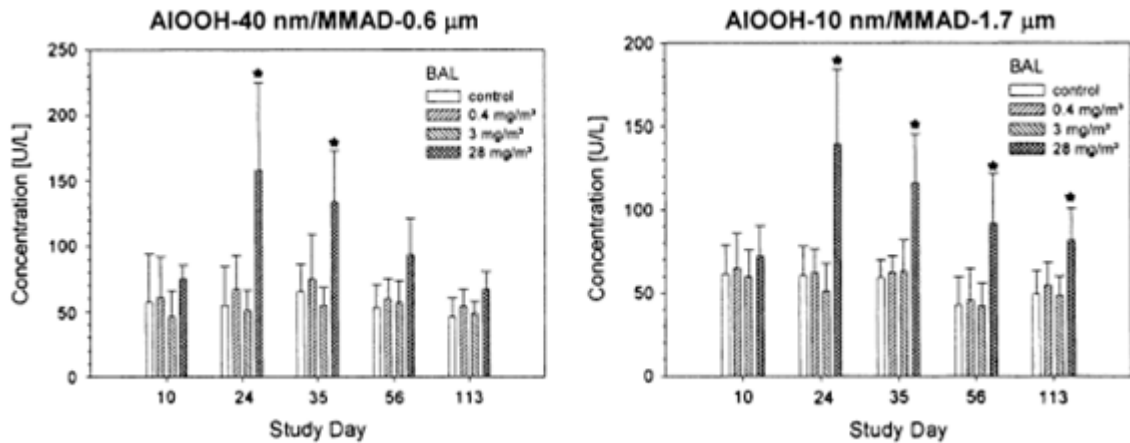 AlOOH-40 nm/MMAD-0.6 µm
250
200
150
100
50
0
Concentration [U/L]
BAL
control
0.4 mg/m³
3 mg/m³
28 mg/m³
10 24 35 56 113
Study Day
AlOOH-10 nm/MMAD-1.7 µm
200
150
100
50
0
Concentration [U/L]
BAL
control
0.4 mg/m³
3 mg/m³
28 mg/m³
10 24 35 56 113
Study Day